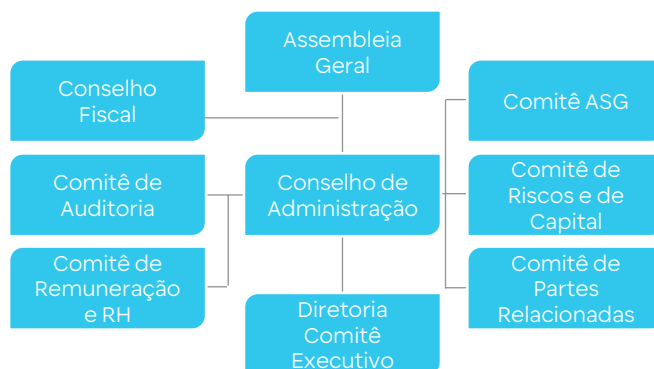 Assembleia
Geral
Conselho
Fiscal
Comitê ASG
Comitê de
Auditoria
Conselho de
Administração
Comitê de
Riscos e de
Capital
Comitê de
Remuneração
e RH
Diretoria
Comitê
Executivo
Comitê de
Partes
Relacionadas